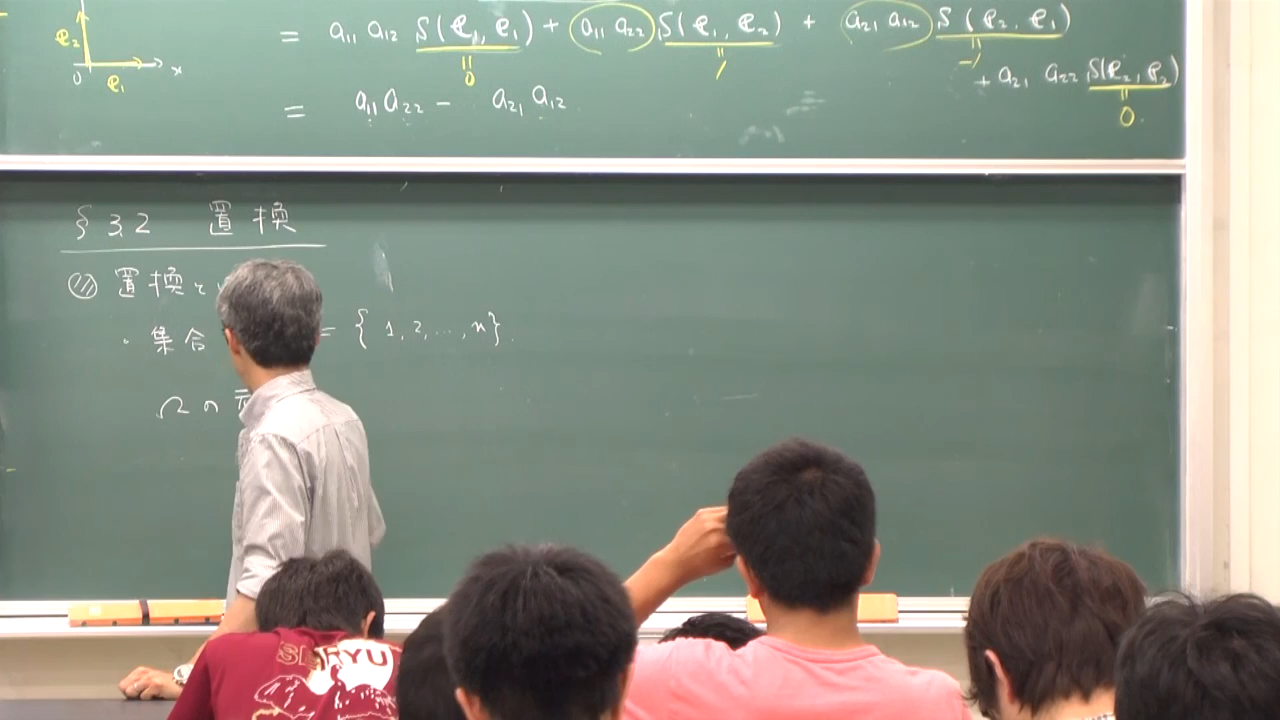 = a₁₁ a₁₂ S(e₁, e₁) + a₁₁ a₂₂ S(e₁, e₂) + a₂₁ a₁₂ S(e₂, e₁)
0
1
-1
+ a₂₁ a₂₂ S(e₂, e₂)
0
e₂
0
e₁
x
= a₁₁ a₂₂ - a₂₁ a₁₂
§ 3.2 置換
置換と
・集合 = { 1, 2, ..., n }.
Ω の